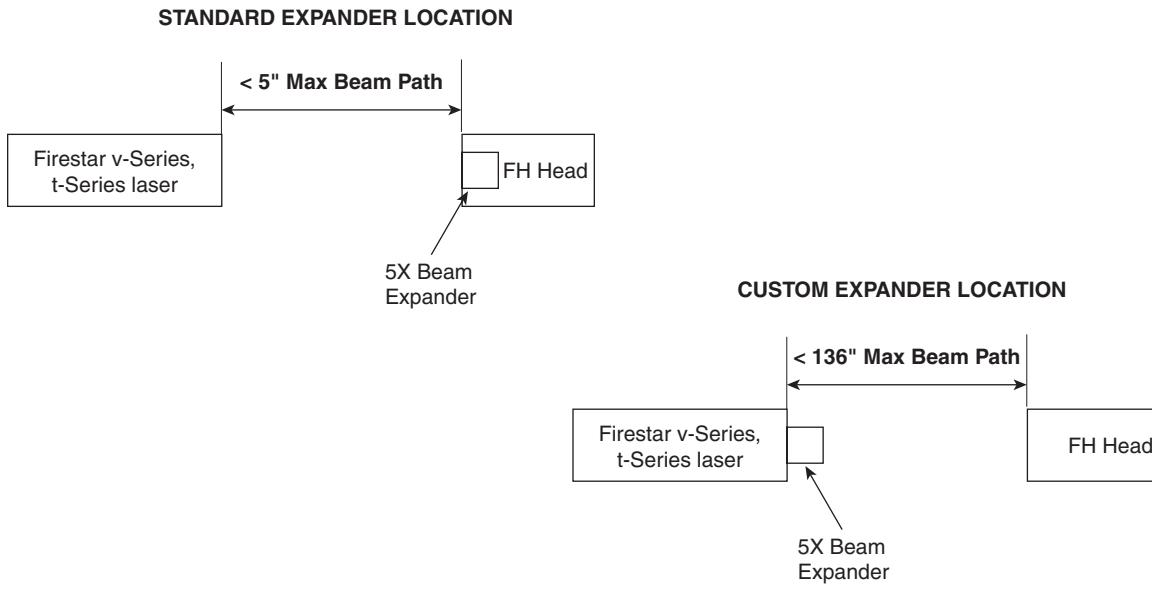 STANDARD EXPANDER LOCATION
< 5" Max Beam Path
Firestar v-Series,
t-Series laser
FH Head
5X Beam
Expander
CUSTOM EXPANDER LOCATION
< 136" Max Beam Path
Firestar v-Series,
t-Series laser
FH Head
5X Beam
Expander